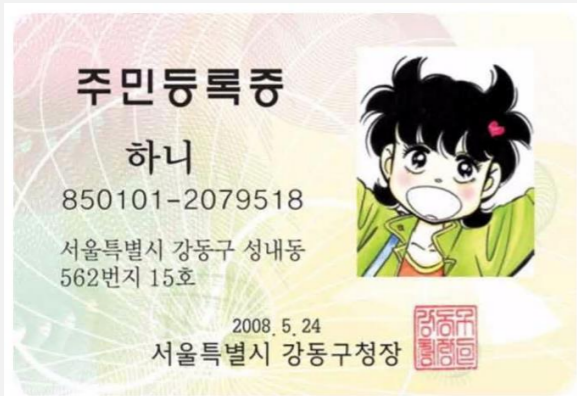 주민등록증
하니
850101-2079518
서울특별시 강동구 성내동
562번지 15호
2008. 5. 24
서울특별시 강동구청장